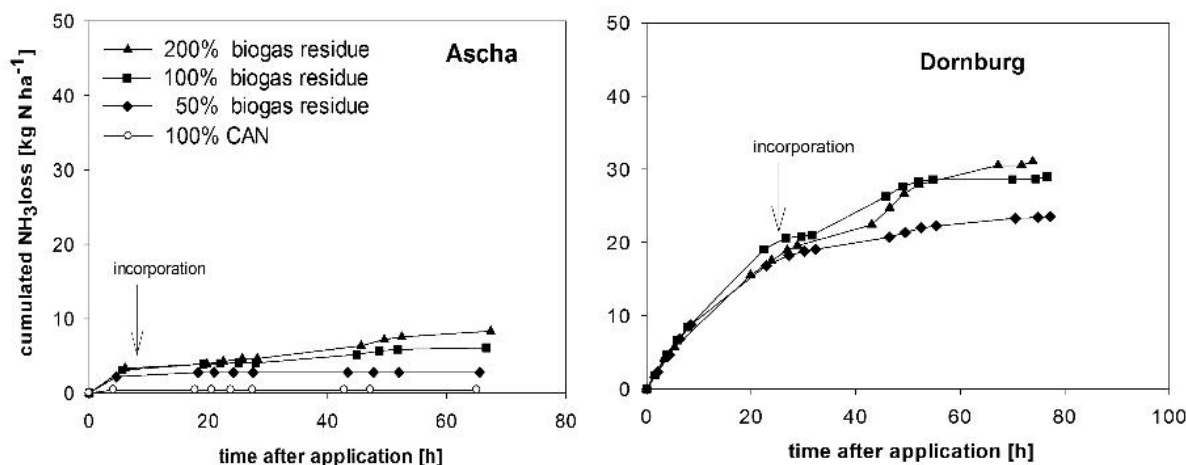 50
40
30
20
10
0
cumulated NH3loss [kg N ha-1]
200% biogas residue
100% biogas residue
50% biogas residue
100% CAN
Ascha
incorporation
0 20 40 60 80
time after application [h]
50
40
30
20
10
0
Dornburg
incorporation
0 20 40 60 80 100
time after application [h]